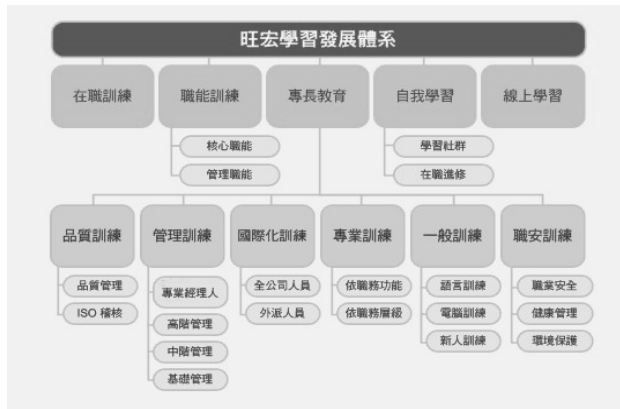 旺宏學習發展體系
在職訓練
職能訓練
專長教育
自我學習
線上學習
核心職能
管理職能
學習社群
在職進修
品質訓練
管理訓練
國際化訓練
專業訓練
一般訓練
職安訓練
品質管理
ISO 稽核
專業經理人
高階管理
中階管理
基礎管理
全公司人員
外派人員
依職務功能
依職務層級
語言訓練
電腦訓練
新人訓練
職業安全
健康管理
環境保護